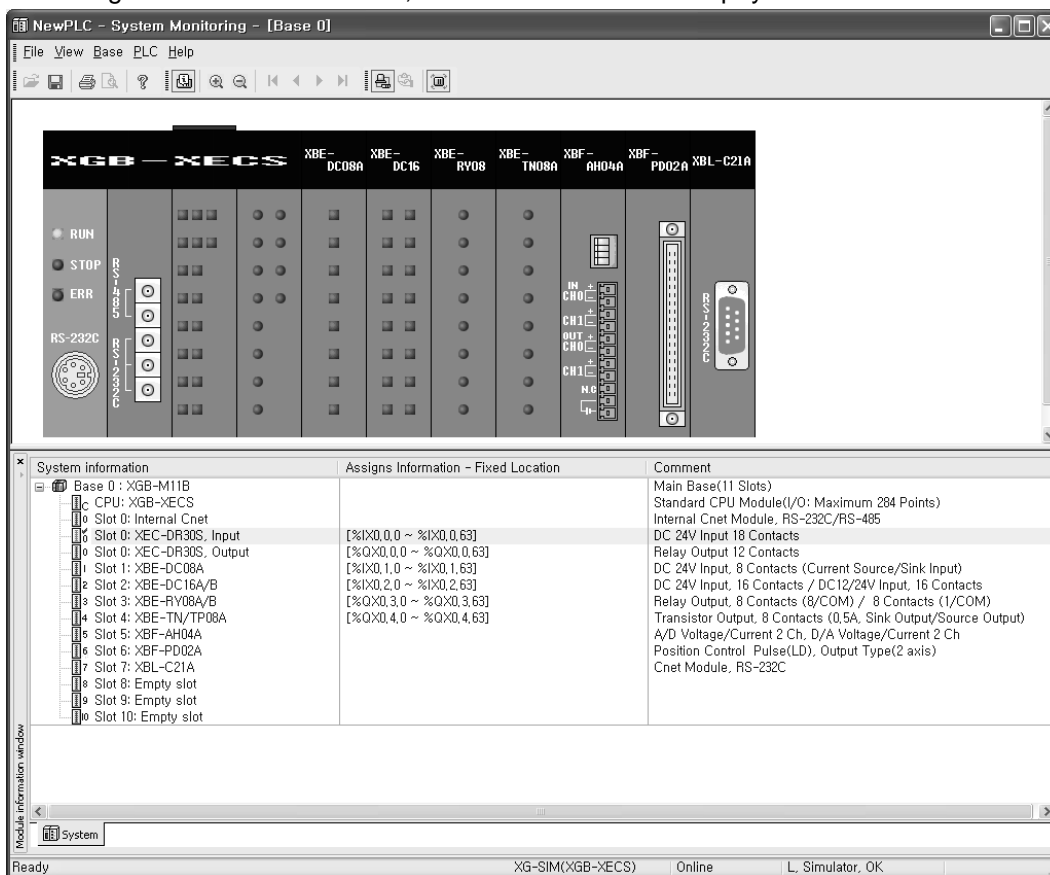 NewPLC - System Monitoring - [Base 0]
File View Base PLC Help
XGB - XECS
XBE-DC08A
XBE-DC16
XBE-RY08
XBE-TN08A
XBF-AH04A
XBF-PD02A
XBL-C21A
RUN
STOP
ERR
RS-232C
RS-485
RS-232C
IN
CH0
CH1
OUT
CH0
CH1
N.C
RS-232C
System information Assigns Information - Fixed Location Comment
Base 0 : XGB-M11B Main Base(11 Slots)
CPU: XGB-XECS Standard CPU Module(I/O: Maximum 284 Points)
Slot 0: Internal Cnet Internal Cnet Module, RS-232C/RS-485
Slot 0: XEC-DR30S, Input [%IX0,0,0 ~ %IX0,0,63] DC 24V Input 18 Contacts
Slot 0: XEC-DR30S, Output [%QX0,0,0 ~ %QX0,0,63] Relay Output 12 Contacts
Slot 1: XBE-DC08A [%IX0,1,0 ~ %IX0,1,63] DC 24V Input, 8 Contacts (Current Source/Sink Input)
Slot 2: XBE-DC16A/B [%IX0,2,0 ~ %IX0,2,63] DC 24V Input, 16 Contacts / DC12/24V Input, 16 Contacts
Slot 3: XBE-RY08A/B [%QX0,3,0 ~ %QX0,3,63] Relay Output, 8 Contacts (8/COM) / 8 Contacts (1/COM)
Slot 4: XBE-TN/TP08A [%QX0,4,0 ~ %QX0,4,63] Transistor Output, 8 Contacts (0,5A, Sink Output/Source Output)
Slot 5: XBF-AH04A A/D Voltage/Current 2 Ch, D/A Voltage/Current 2 Ch
Slot 6: XBF-PD02A Position Control Pulse(LD), Output Type(2 axis)
Slot 7: XBL-C21A Cnet Module, RS-232C
Slot 8: Empty slot
Slot 9: Empty slot
Slot 10: Empty slot
Module information window
System
Ready XG-SIM(XGB-XECS) Online L, Simulator, OK